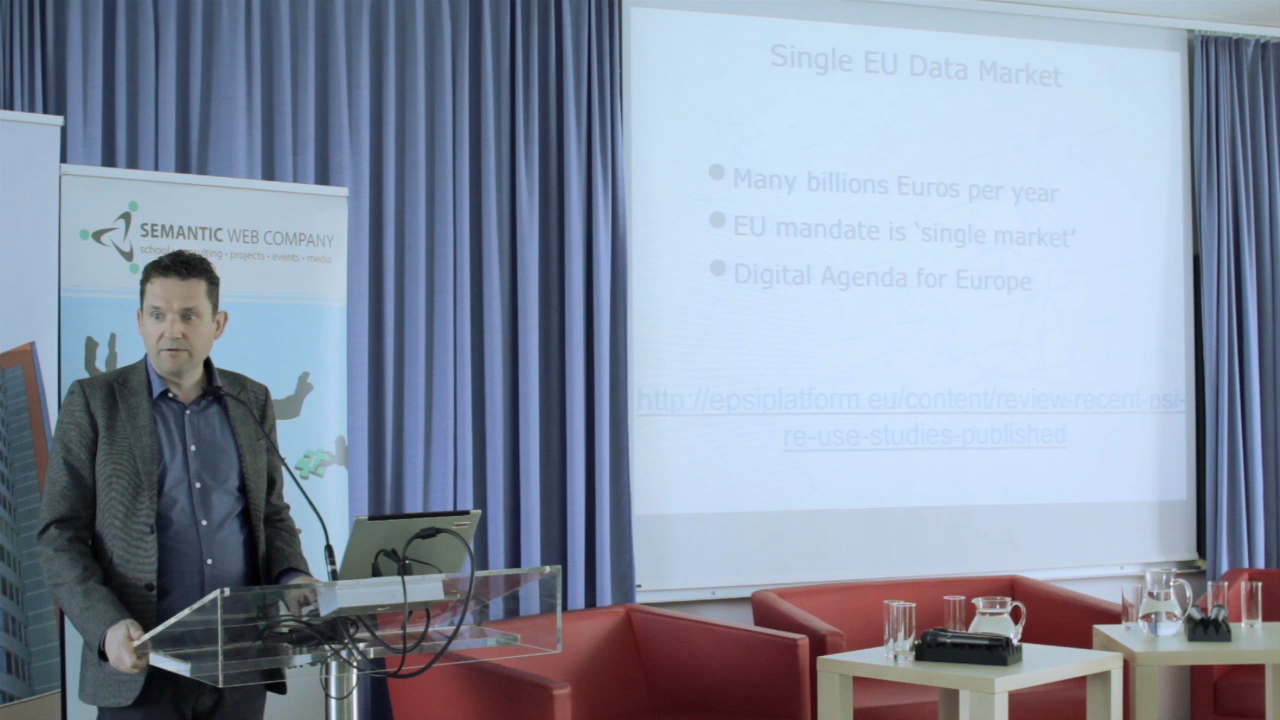 Single EU Data Market
Many billions Euros per year
EU mandate is ‘single market’
Digital Agenda for Europe
http://epsiplatform.eu/content/review-recent-psi-
re-use-studies-published
SEMANTIC WEB COMPANY
school • consulting • projects • events • media